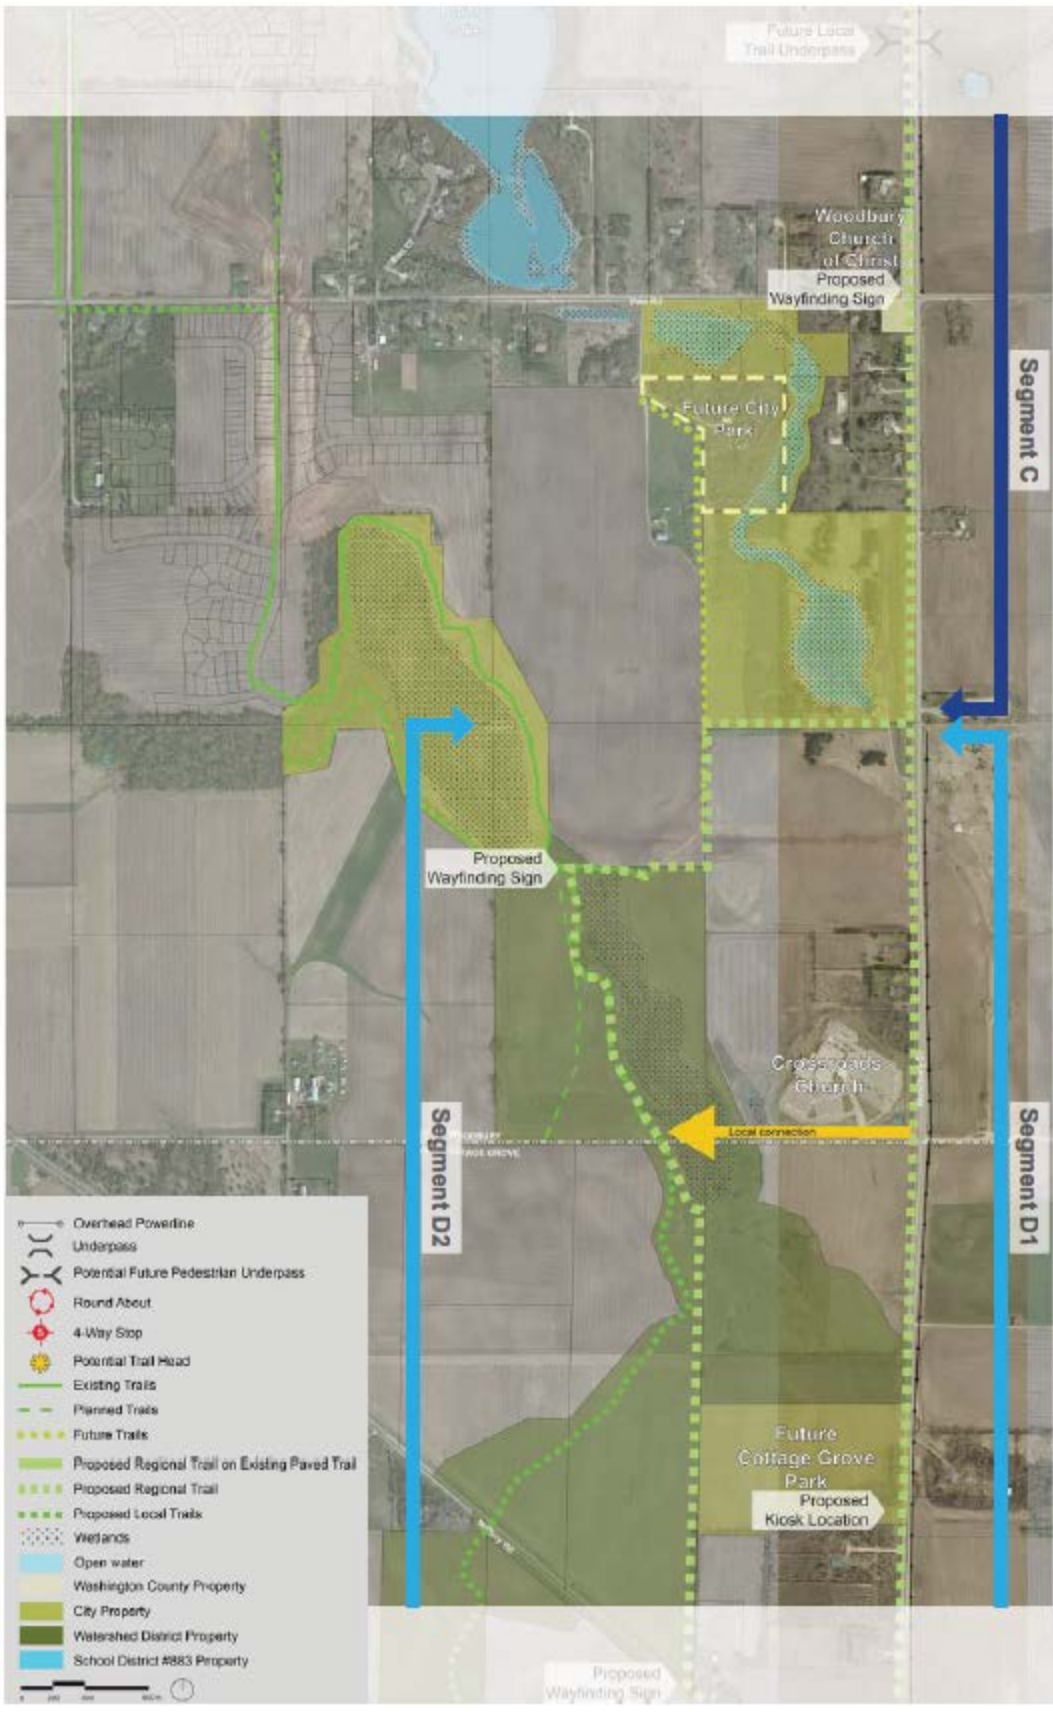 Future Local
Trail Underpass
Woodbury
Church
of Christ
Proposed
Wayfinding Sign
Segment C
Future City
Park
Proposed
Wayfinding Sign
Crossroads
Church
Local connection
Segment D2
Segment D1
Future
Cottage Grove
Park
Proposed
Kiosk Location
Proposed
Wayfinding Sign
Overhead Powerline
Underpass
Potential Future Pedestrian Underpass
Round About
4-Way Stop
Potential Trail Head
Existing Trails
Planned Trails
Future Trails
Proposed Regional Trail on Existing Paved Trail
Proposed Regional Trail
Proposed Local Trails
Wetlands
Open water
Washington County Property
City Property
Watershed District Property
School District #883 Property